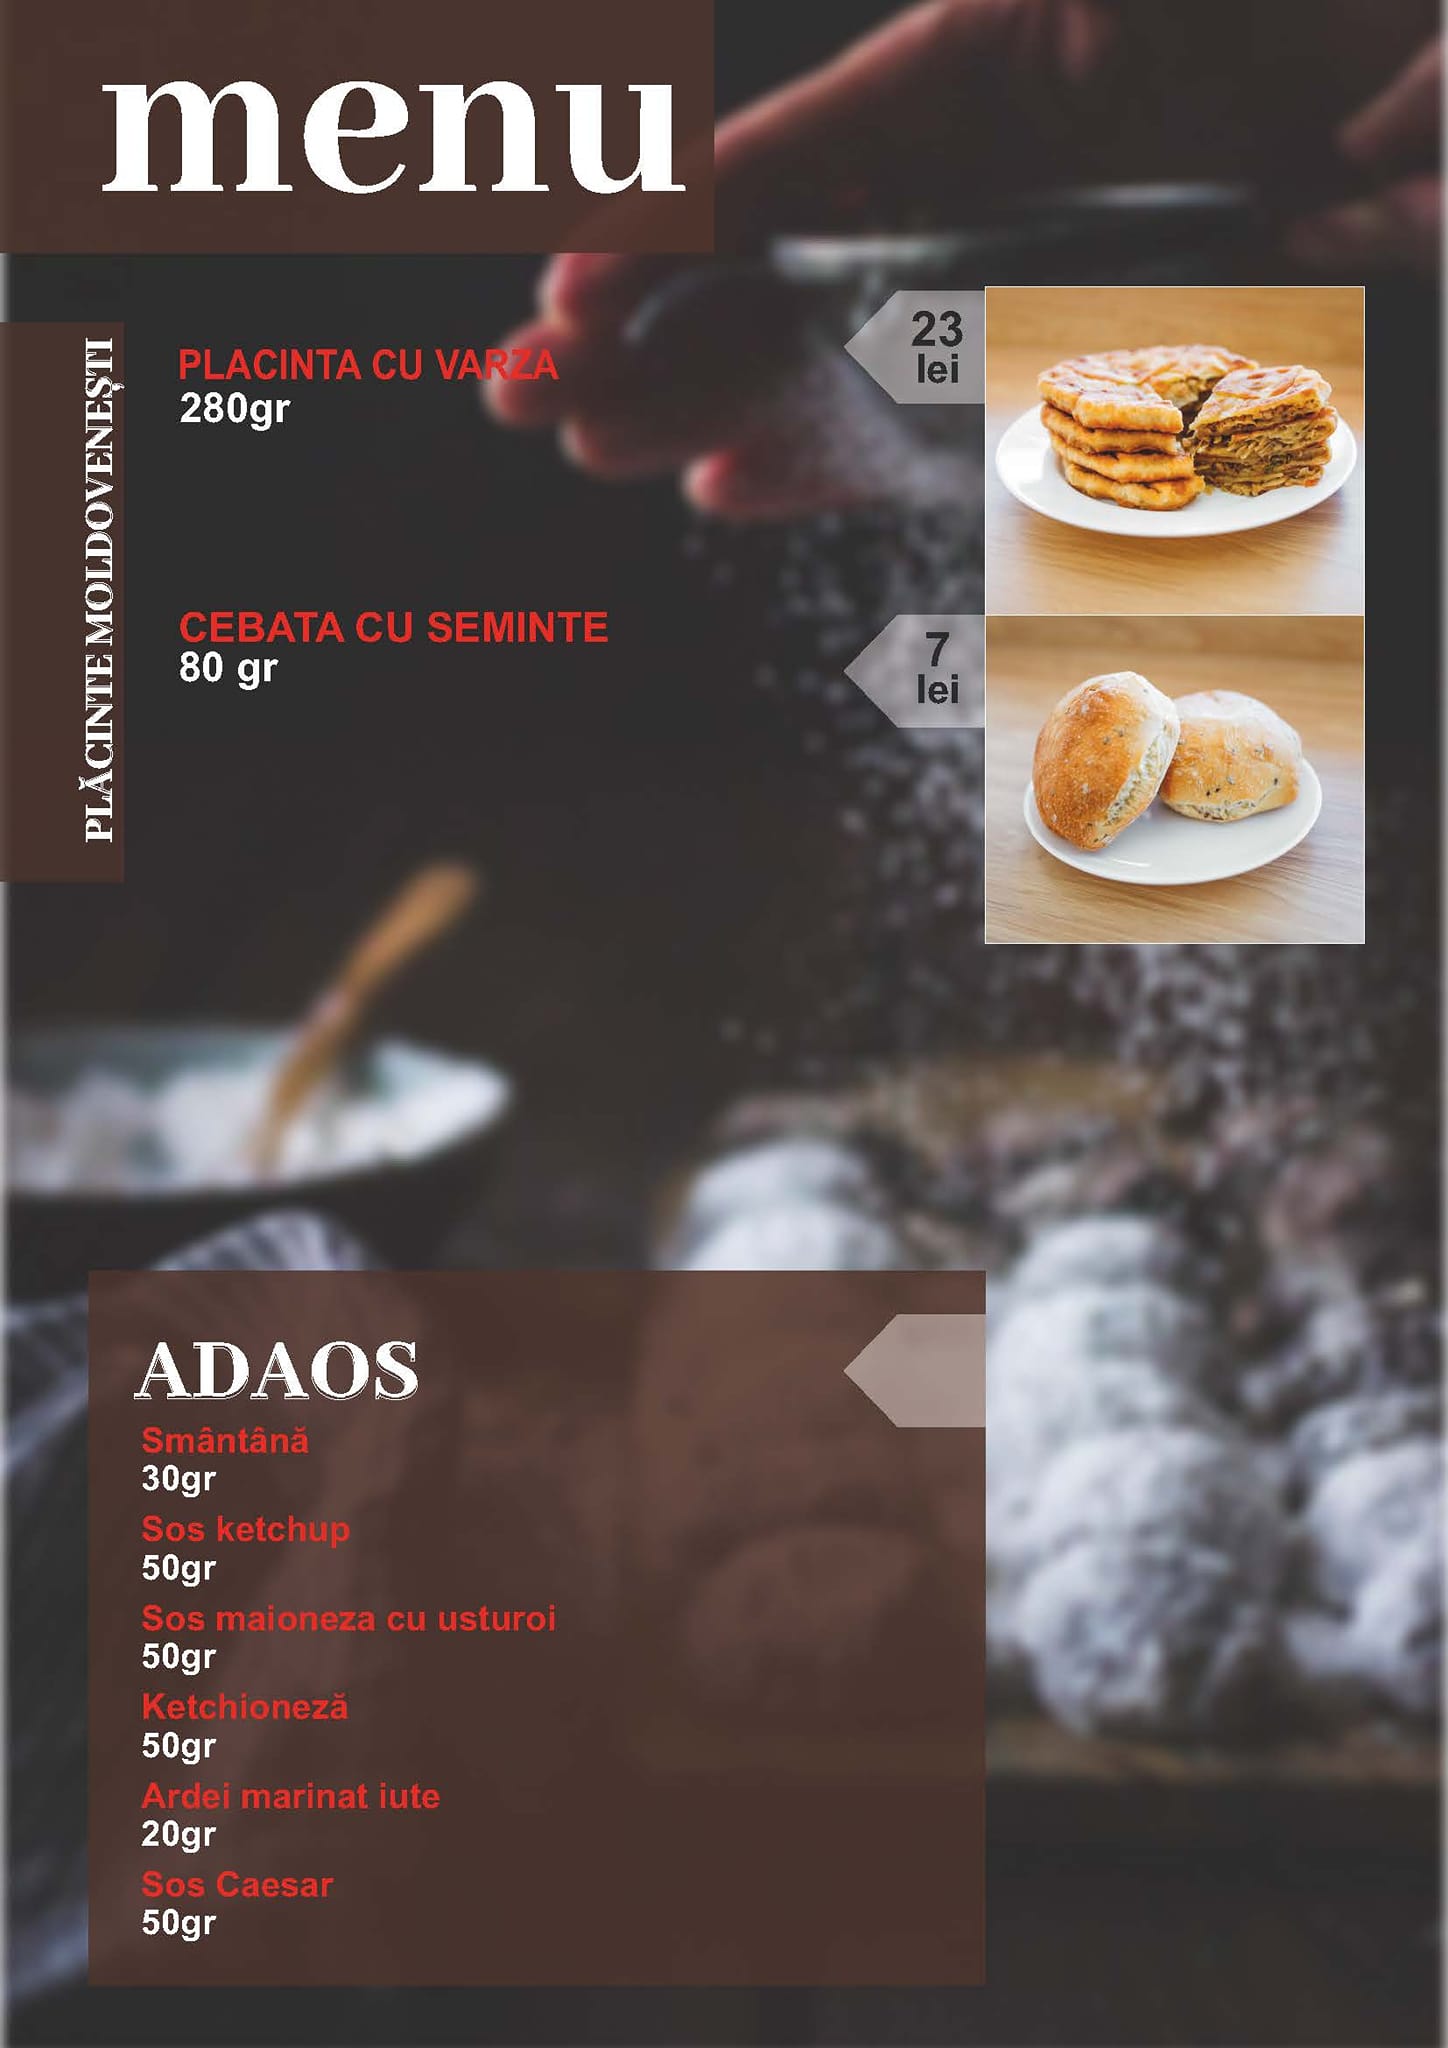 menu
PLĂCINTE MOLDOVENEŞTI
PLACINTA CU VARZA
280gr
23
lei
CEBATA CU SEMINTE
80 gr
7
lei
ADAOS
Smântână
30gr
Sos ketchup
50gr
Sos maioneza cu usturoi
50gr
Ketchioneză
50gr
Ardei marinat iute
20gr
Sos Caesar
50gr